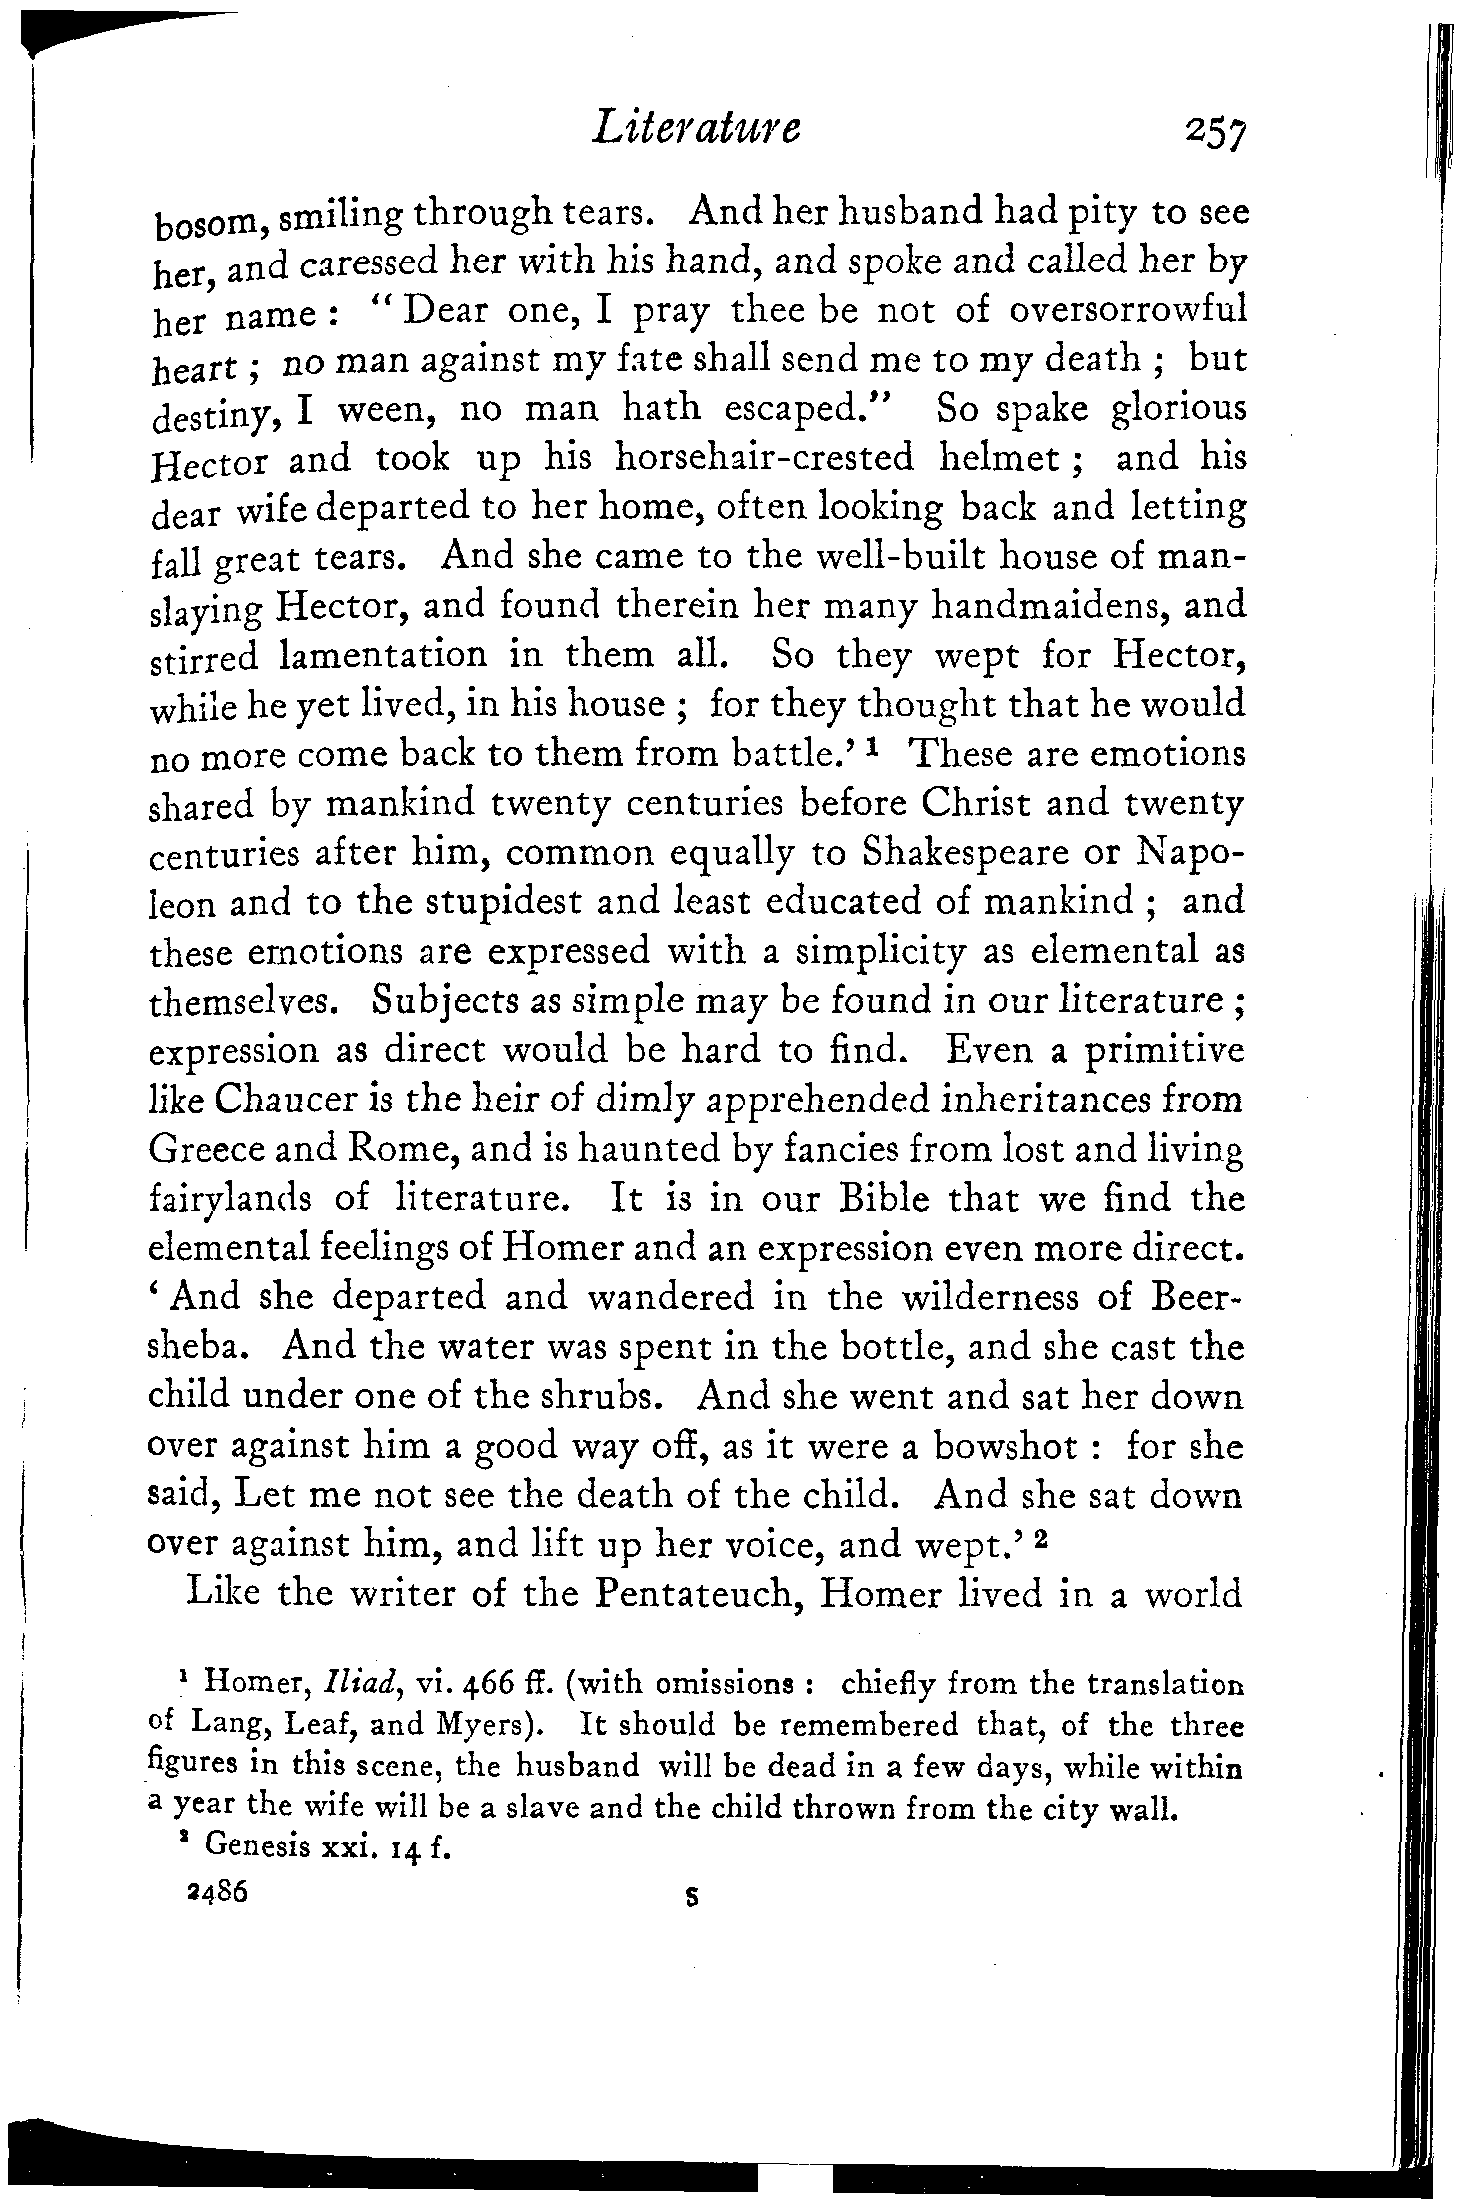 Literature 257
bosom, smiling through tears. And her husband had pity to see
her, and caressed her with his hand, and spoke and called her by
her name : “ Dear one, I pray thee be not of oversorrowful
heart ; no man against my fate shall send me to my death ; but
destiny, I ween, no man hath escaped.” So spake glorious
Hector and took up his horsehair-crested helmet ; and his
dear wife departed to her home, often looking back and letting
fall great tears. And she came to the well-built house of man-
slaying Hector, and found therein her many handmaidens, and
stirred lamentation in them all. So they wept for Hector,
while he yet lived, in his house ; for they thought that he would
no more come back to them from battle.’ ¹ These are emotions
shared by mankind twenty centuries before Christ and twenty
centuries after him, common equally to Shakespeare or Napo-
leon and to the stupidest and least educated of mankind ; and
these emotions are expressed with a simplicity as elemental as
themselves. Subjects as simple may be found in our literature ;
expression as direct would be hard to find. Even a primitive
like Chaucer is the heir of dimly apprehended inheritances from
Greece and Rome, and is haunted by fancies from lost and living
fairylands of literature. It is in our Bible that we find the
elemental feelings of Homer and an expression even more direct.
‘ And she departed and wandered in the wilderness of Beer-
sheba. And the water was spent in the bottle, and she cast the
child under one of the shrubs. And she went and sat her down
over against him a good way off, as it were a bowshot : for she
said, Let me not see the death of the child. And she sat down
over against him, and lift up her voice, and wept.’ ²
Like the writer of the Pentateuch, Homer lived in a world
¹ Homer, Iliad, vi. 466 ff. (with omissions : chiefly from the translation
of Lang, Leaf, and Myers). It should be remembered that, of the three
figures in this scene, the husband will be dead in a few days, while within
a year the wife will be a slave and the child thrown from the city wall.
² Genesis xxi. 14 f.
2486 S